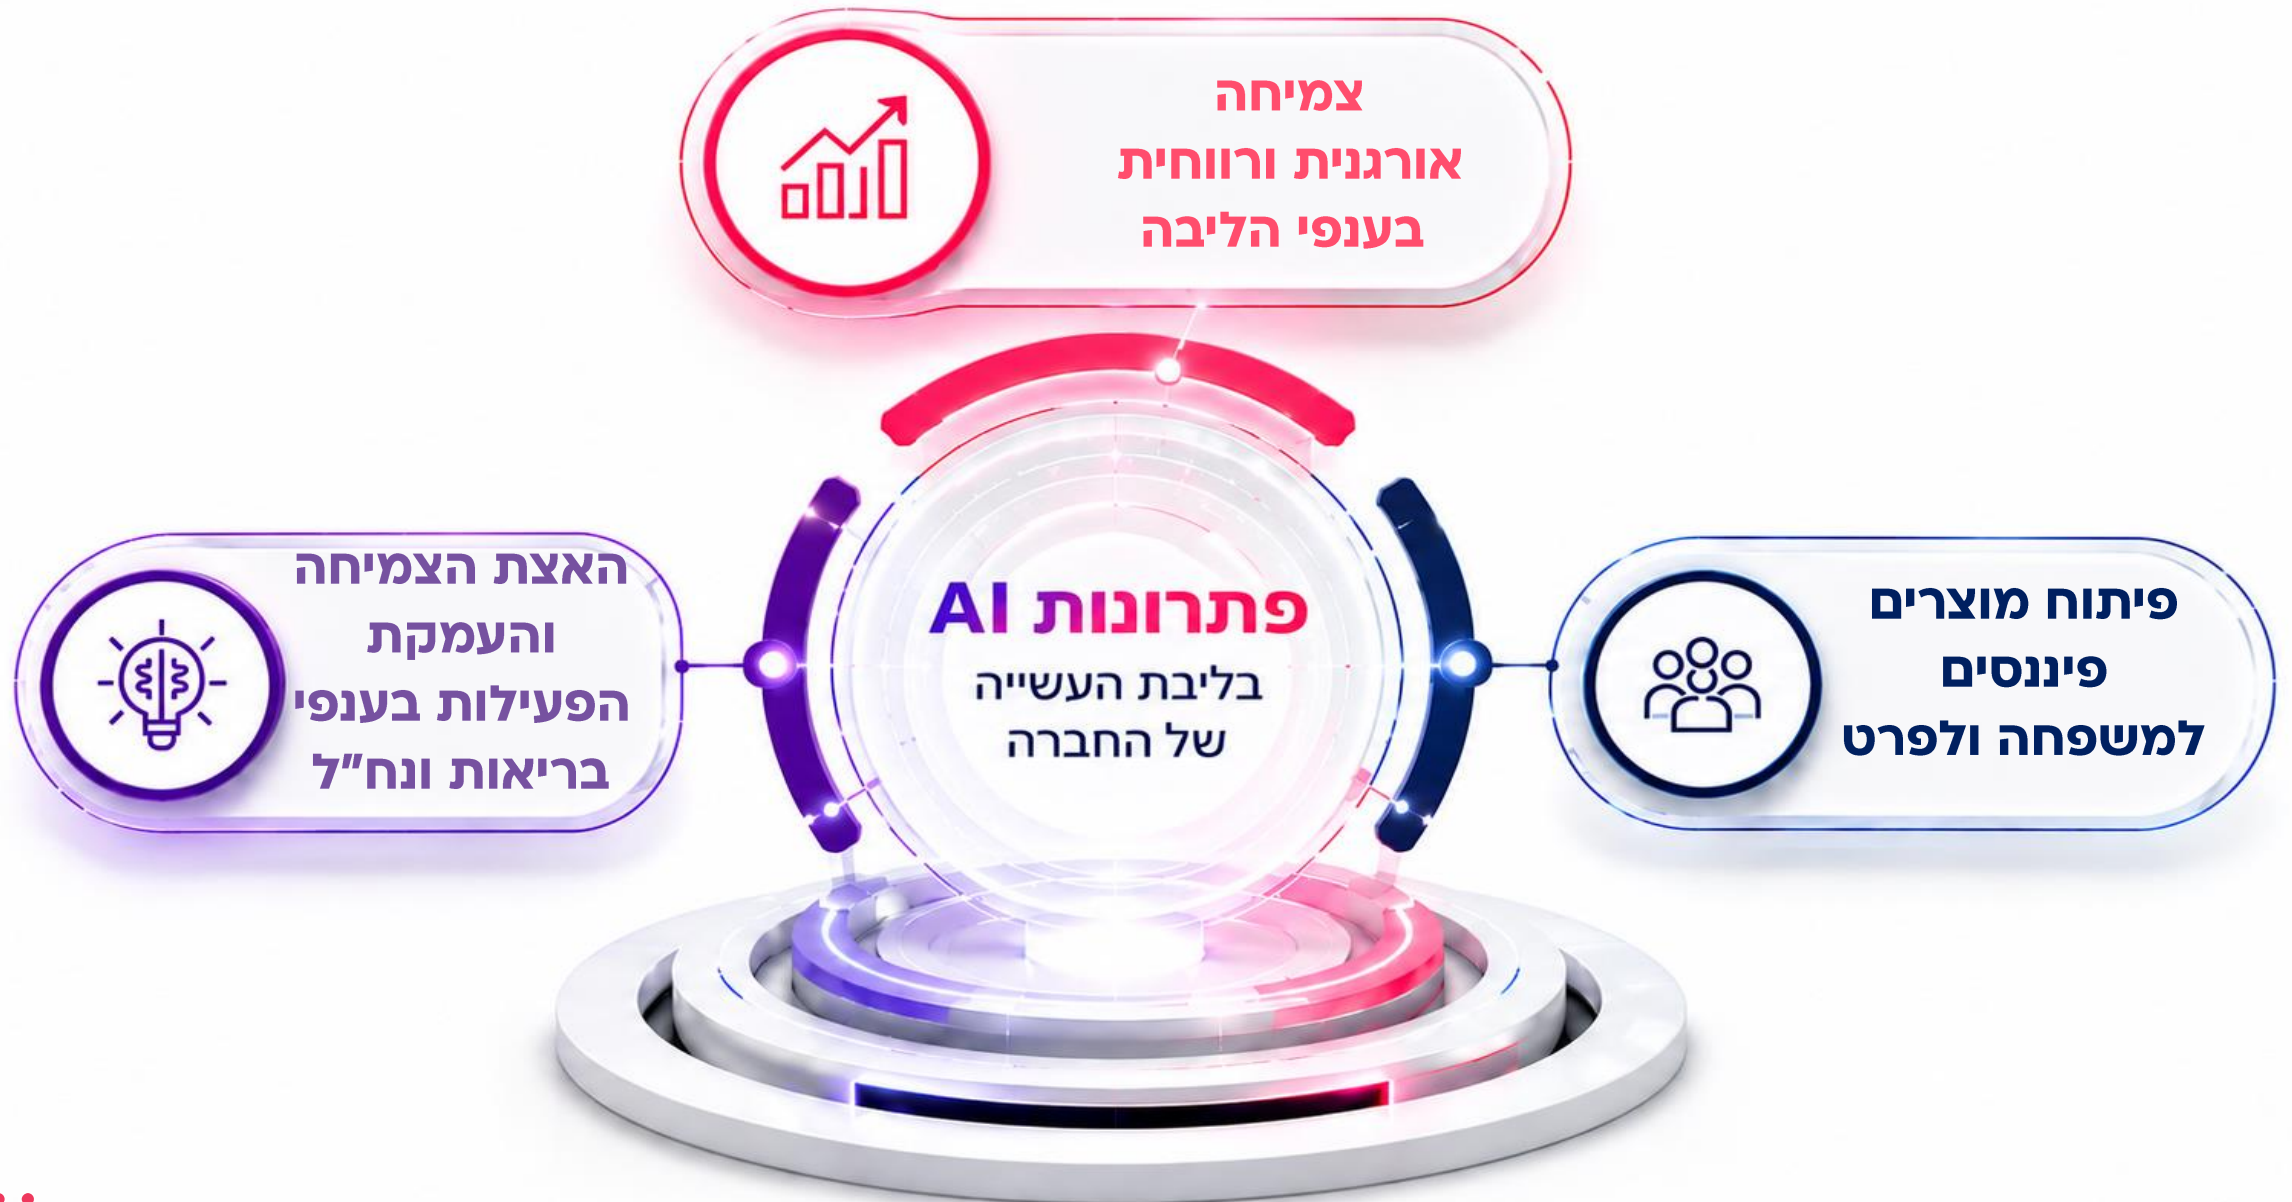 צמיחה
אורגנית ורווחית
בענפי הליבה
פיתוח מוצרים
פיננסים
למשפחה ולפרט
פתרונות AI
בליבת העשייה
של החברה
האצת הצמיחה
והעמקת
הפעילות בענפי
בריאות ונח"ל